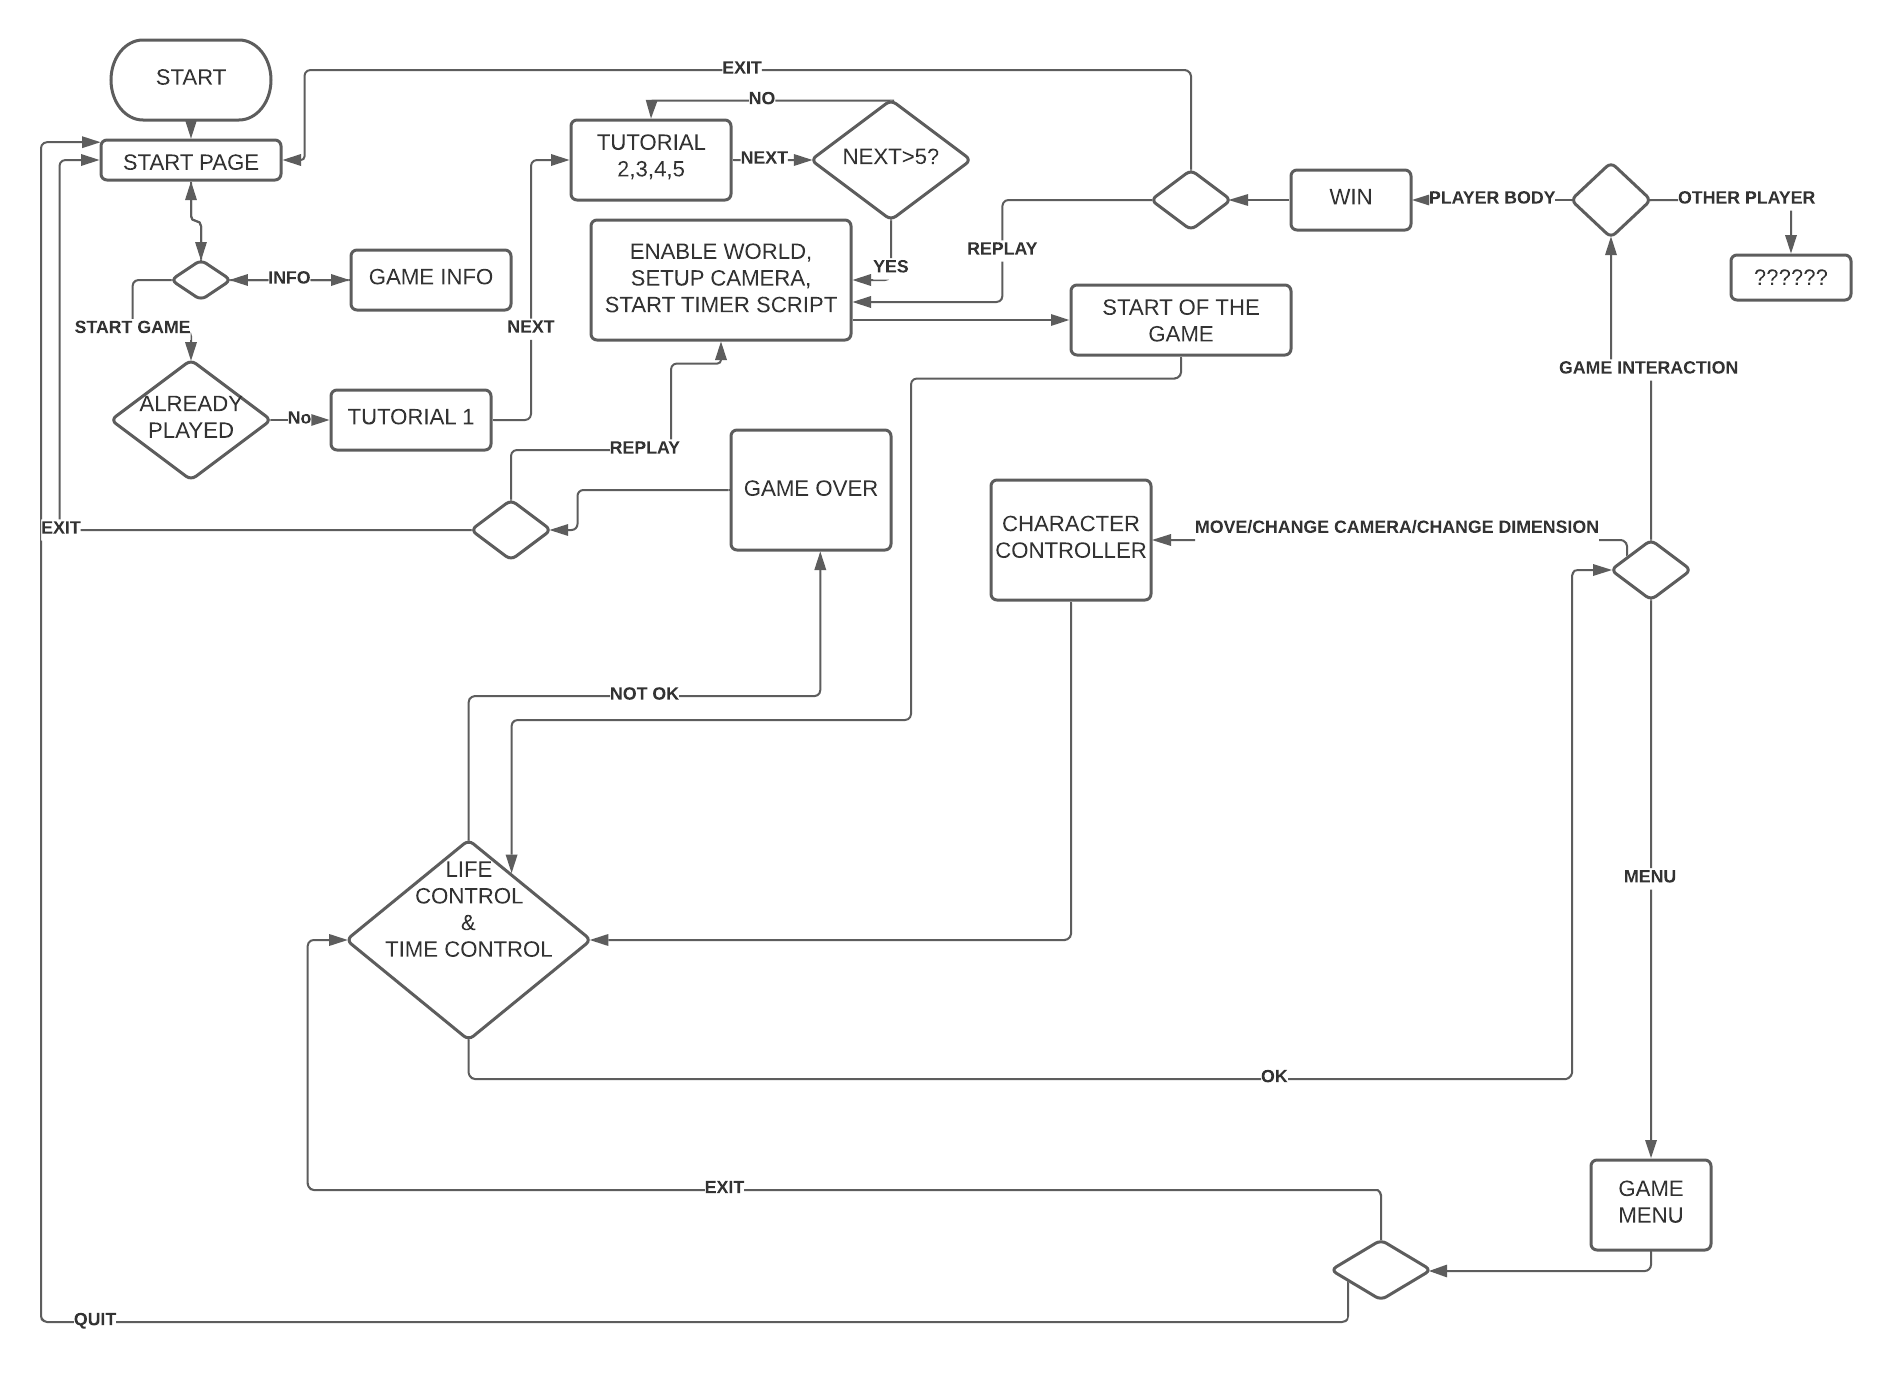 START
EXIT
NO
START PAGE
TUTORIAL
2,3,4,5
NEXT
NEXT>5?
WIN
PLAYER BODY
OTHER PLAYER
ENABLE WORLD,
SETUP CAMERA,
START TIMER SCRIPT
REPLAY
YES
INFO
GAME INFO
??????
START GAME
NEXT
START OF THE
GAME
GAME INTERACTION
ALREADY
PLAYED
No
TUTORIAL 1
REPLAY
GAME OVER
EXIT
CHARACTER
CONTROLLER
MOVE/CHANGE CAMERA/CHANGE DIMENSION
NOT OK
LIFE
CONTROL
&
TIME CONTROL
MENU
OK
EXIT
GAME
MENU
QUIT